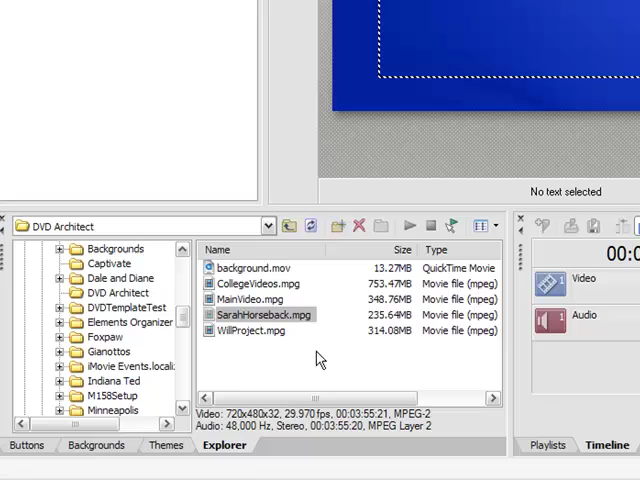 No text selected
DVD Architect
Backgrounds
Captivate
Dale and Diane
DVD Architect
DVDTemplateTest
Elements Organizer
Foxpaw
Gianottos
iMovie Events.locali
Indiana Ted
M158Setup
Minneapolis
Name Size Type
background.mov 13.27MB QuickTime Movie
CollegeVideos.mpg 753.47MB Movie file (mpeg)
MainVideo.mpg 348.76MB Movie file (mpeg)
SarahHorseback.mpg 235.64MB Movie file (mpeg)
WillProject.mpg 314.08MB Movie file (mpeg)
Video: 720x480x32, 29.970 fps, 00:03:55:21, MPEG-2
Audio: 48,000 Hz, Stereo, 00:03:55:20, MPEG Layer 2
Buttons Backgrounds Themes Explorer
00:0
1 Video
1 Audio
Playlists Timeline